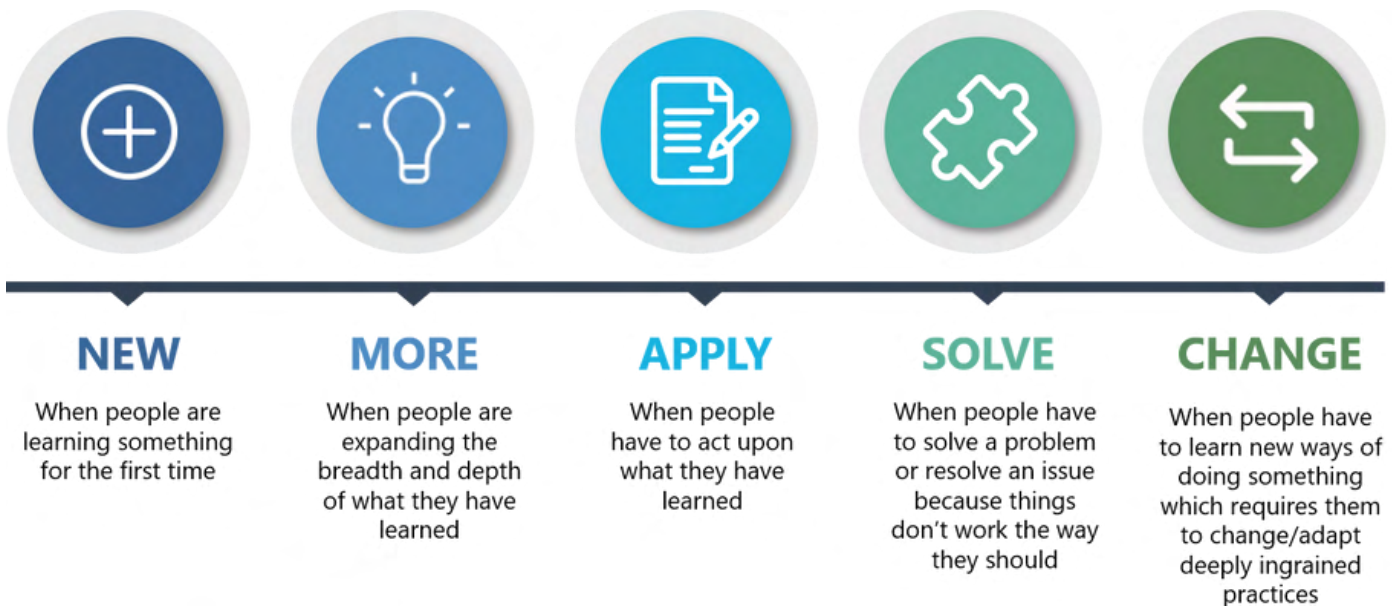 NEW
When people are
learning something
for the first time
MORE
When people are
expanding the
breadth and depth
of what they have
learned
APPLY
When people
have to act upon
what they have
learned
SOLVE
When people have
to solve a problem
or resolve an issue
because things
don't work the way
they should
CHANGE
When people have
to learn new ways of
doing something
which requires them
to change/adapt
deeply ingrained
practices